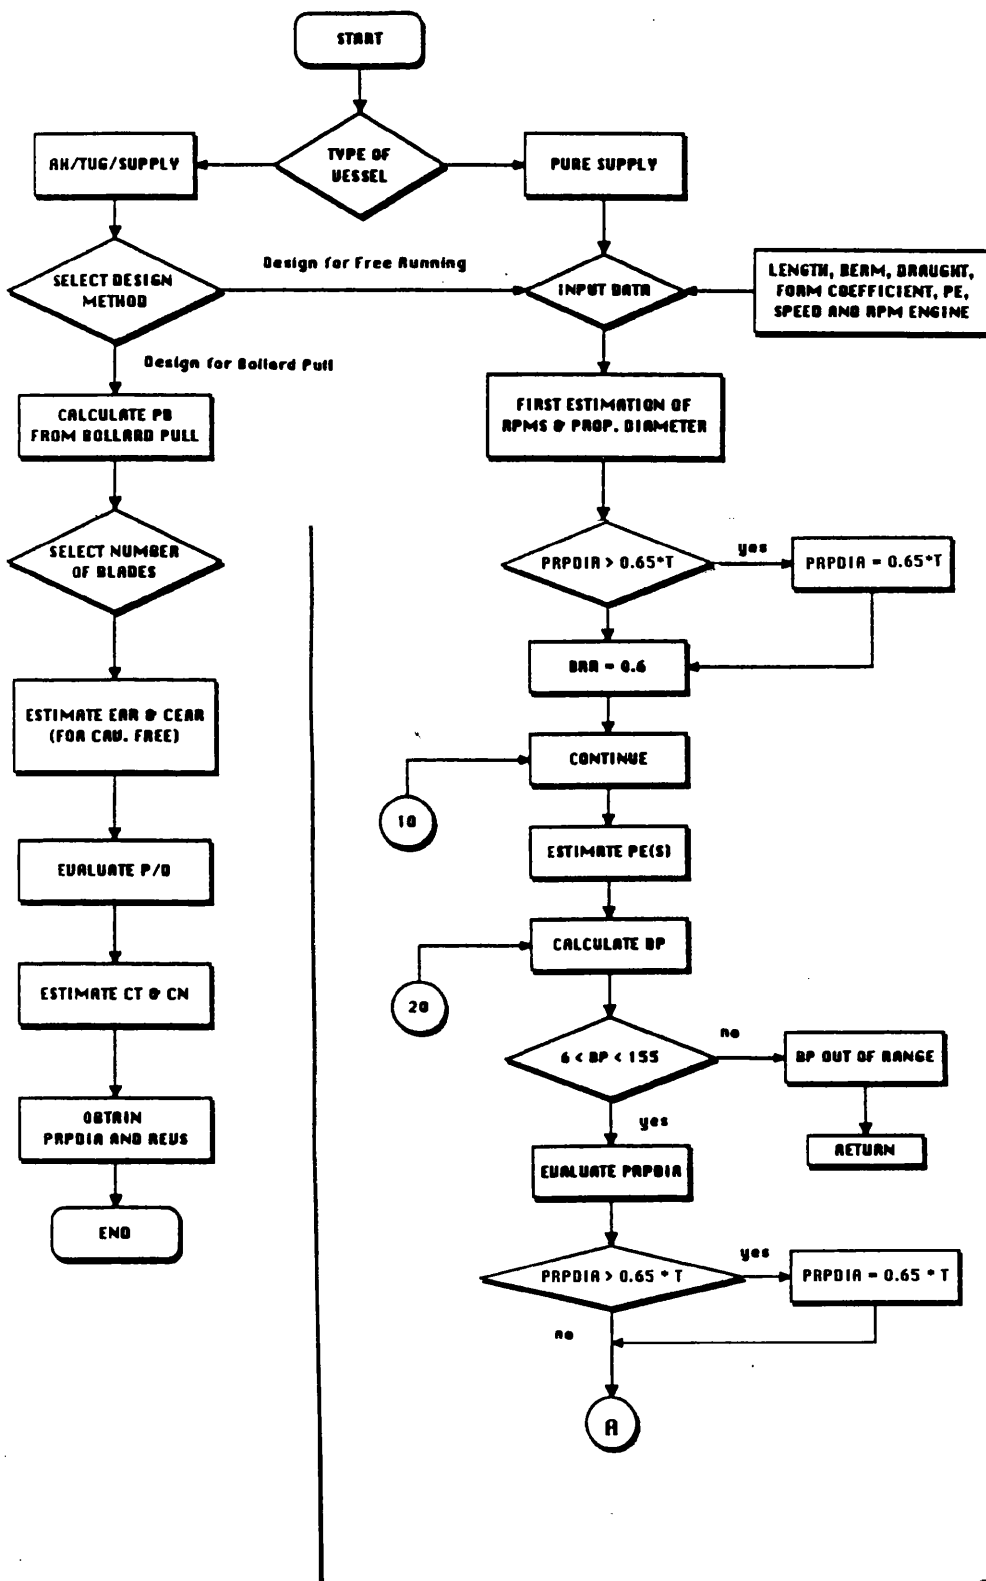 START
TYPE OF
VESSEL
AH/TUG/SUPPLY
PURE SUPPLY
SELECT DESIGN
METHOD
Design for Free Running
INPUT DATA
LENGTH, BERM, DRAUGHT,
FORM COEFFICIENT, PE,
SPEED AND RPM ENGINE
Design for Bollard Pull
CALCULATE PB
FROM BOLLARD PULL
FIRST ESTIMATION OF
RPMS & PROP. DIAMETER
SELECT NUMBER
OF BLADES
PRPDIA > 0.65*T
yes
PRPDIA = 0.65*T
BAR = 0.6
ESTIMATE EAR & CEAR
(FOR CAV. FREE)
CONTINUE
10
ESTIMATE PE(S)
EVALUATE P/D
CALCULATE BP
20
ESTIMATE CT & CN
6 < BP < 155
no
BP OUT OF RANGE
yes
RETURN
OBTAIN
PRPDIA AND REVS
EVALUATE PRPDIA
END
PRPDIA > 0.65 * T
yes
PRPDIA = 0.65 * T
no
A